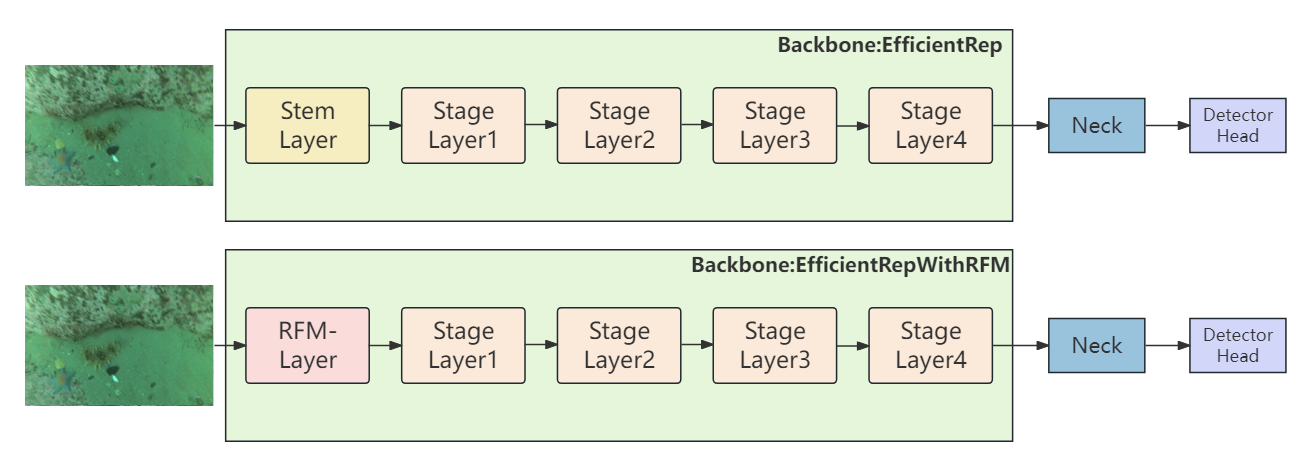 Backbone:EfficientRep
Stem
Layer
Stage
Layer1
Stage
Layer2
Stage
Layer3
Stage
Layer4
Neck
Detector
Head
Backbone:EfficientRepWithRFM
RFM-
Layer
Stage
Layer1
Stage
Layer2
Stage
Layer3
Stage
Layer4
Neck
Detector
Head